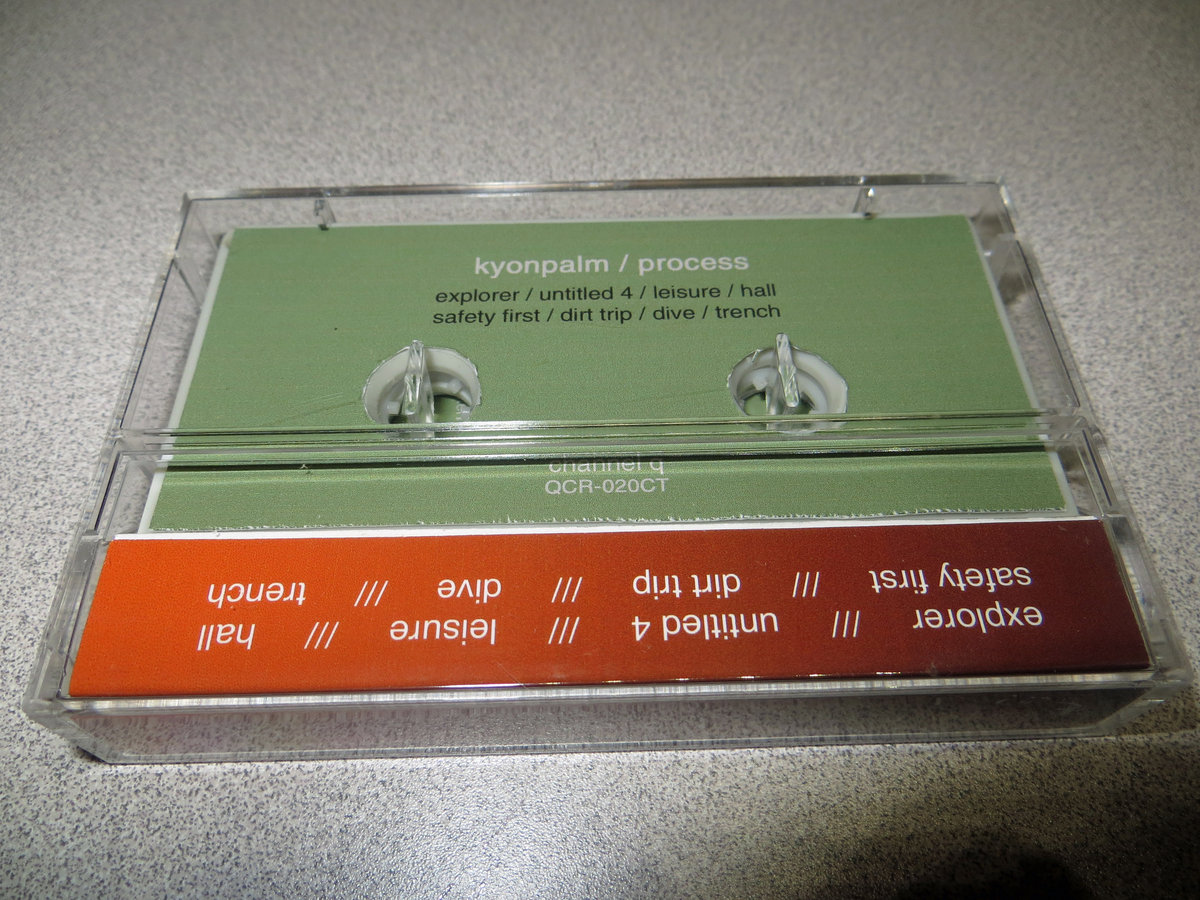 kyonpalm / process
explorer / untitled 4 / leisure / hall
safety first / dirt trip / dive / trench
channel q
QCR-020CT
explorer /// untitled 4 /// leisure /// hall
safety first /// dirt trip /// dive /// trench